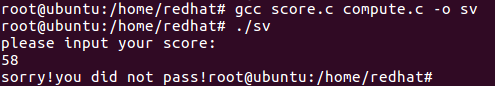 root@ubuntu:/home/redhat# gcc score.c compute.c -o sv
root@ubuntu:/home/redhat# ./sv
please input your score:
58
sorry!you did not pass!root@ubuntu:/home/redhat#